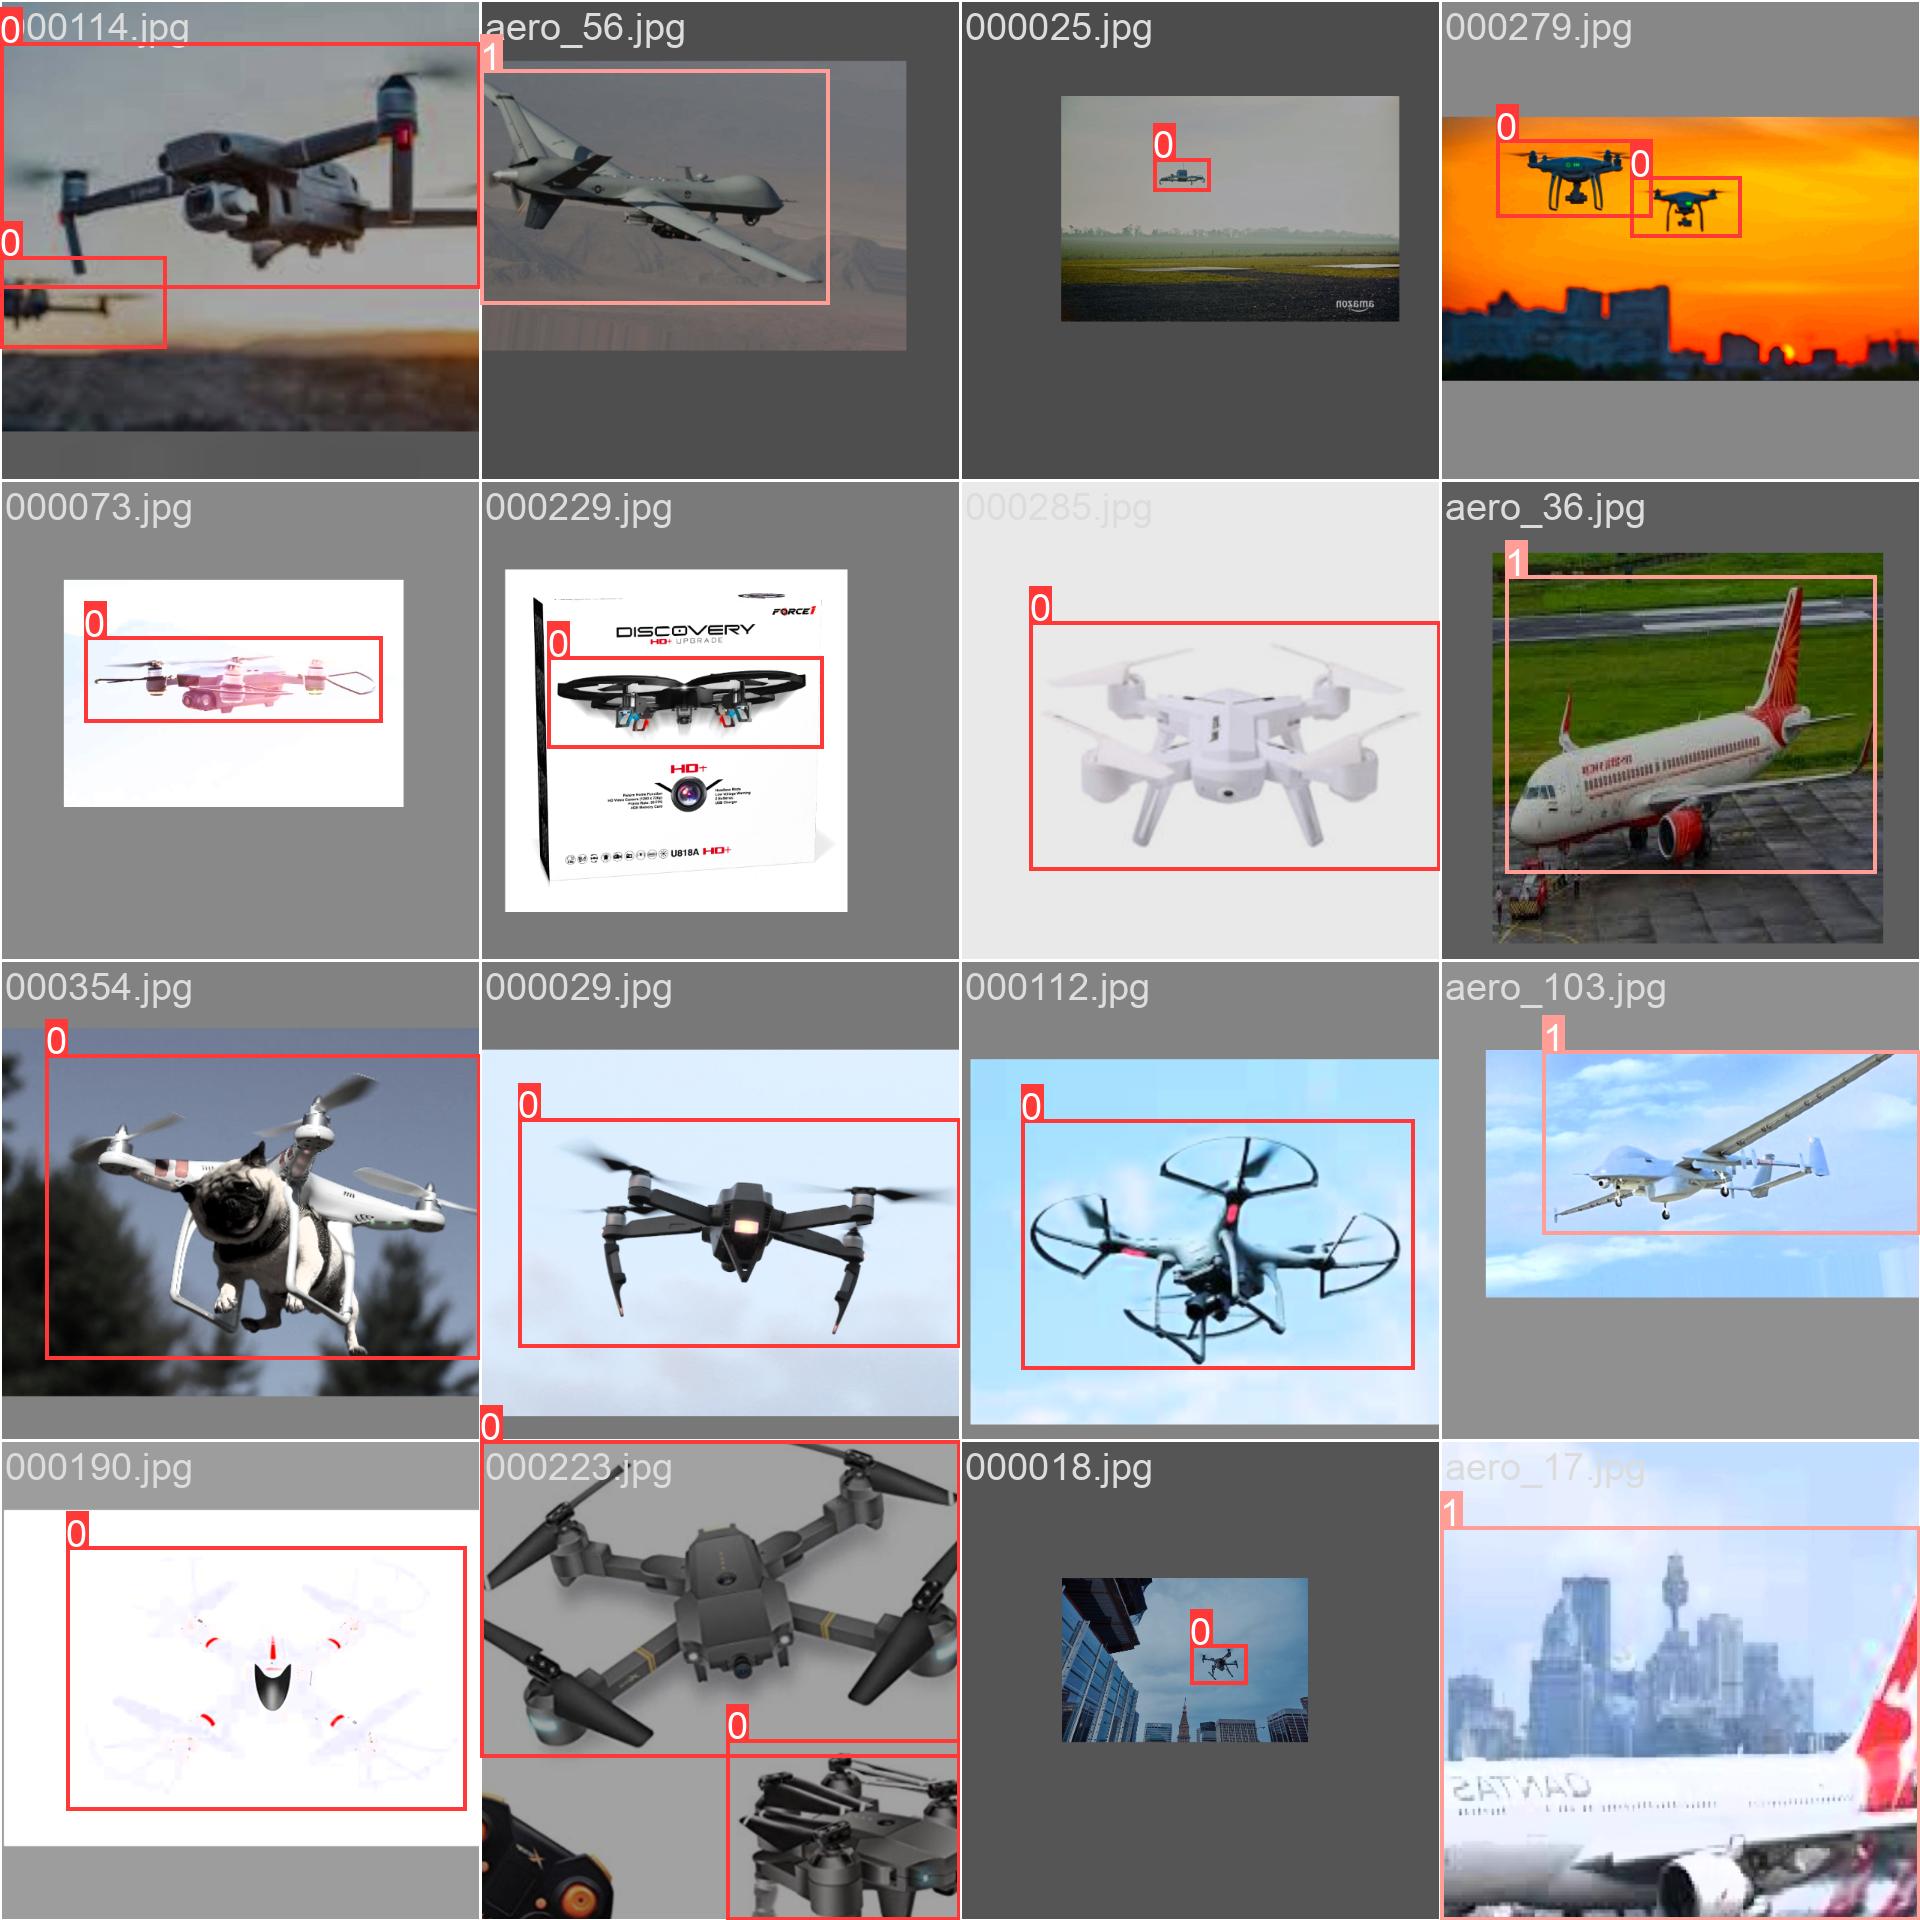 0
000114.jpg
0
1
aero_56.jpg
000025.jpg
0
amazon
000279.jpg
0
0
000073.jpg
0
000229.jpg
FORCE1
DISCOVERY
HD+ UPGRADE
0
HD+
U818A HD+
000285.jpg
0
aero_36.jpg
1
000354.jpg
0
000029.jpg
0
000112.jpg
0
aero_103.jpg
1
000190.jpg
0
0
000223.jpg
0
000018.jpg
0
aero_17.jpg
1
QANTAS